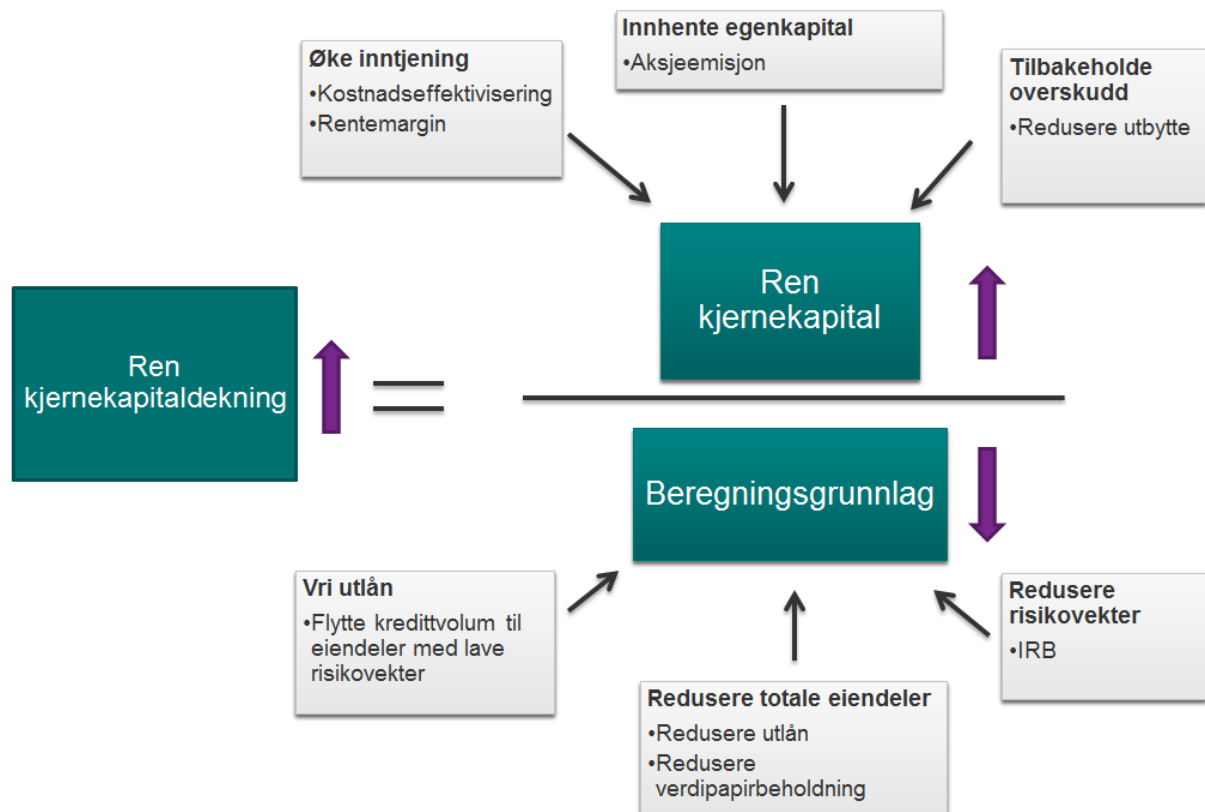 Innhente egenkapital
•Aksjeemisjon
Øke inntjening
•Kostnadseffektivisering
•Rentemargin
Tilbakeholde
overskudd
•Redusere utbytte
Ren
kjernekapital
Ren
kjernekapitaldekning
=
Beregningsgrunnlag
Vri utlån
•Flytte kredittvolum til
eiendeler med lave
risikovekter
Redusere
risikovekter
•IRB
Redusere totale eiendeler
•Redusere utlån
•Redusere
verdipapirbeholdning